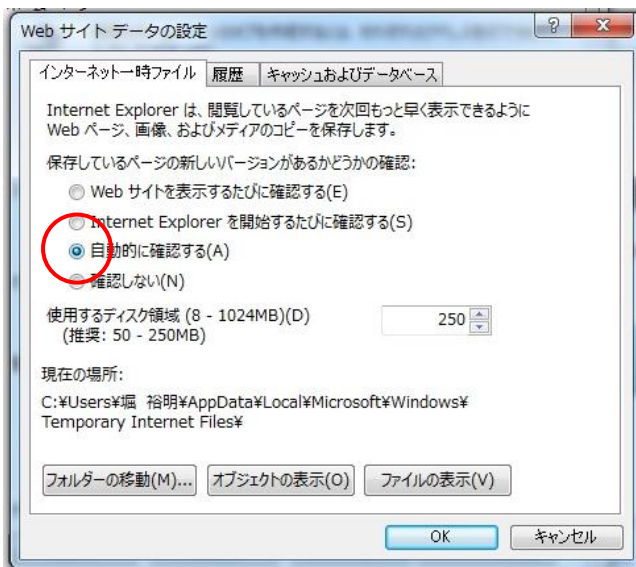 Web サイト データの設定
インターネット一時ファイル 履歴 キャッシュおよびデータベース
Internet Explorer は、閲覧しているページを次回もっと早く表示できるように
Web ページ、画像、およびメディアのコピーを保存します。
保存しているページの新しいバージョンがあるかどうかの確認:
Web サイトを表示するたびに確認する(E)
Internet Explorer を開始するたびに確認する(S)
自動的に確認する(A)
確認しない(N)
使用するディスク領域 (8 - 1024MB)(D) 250
(推奨: 50 - 250MB)
現在の場所:
C:¥Users¥堀 裕明¥AppData¥Local¥Microsoft¥Windows¥
Temporary Internet Files¥
フォルダーの移動(M)... オブジェクトの表示(O) ファイルの表示(V)
OK キャンセル